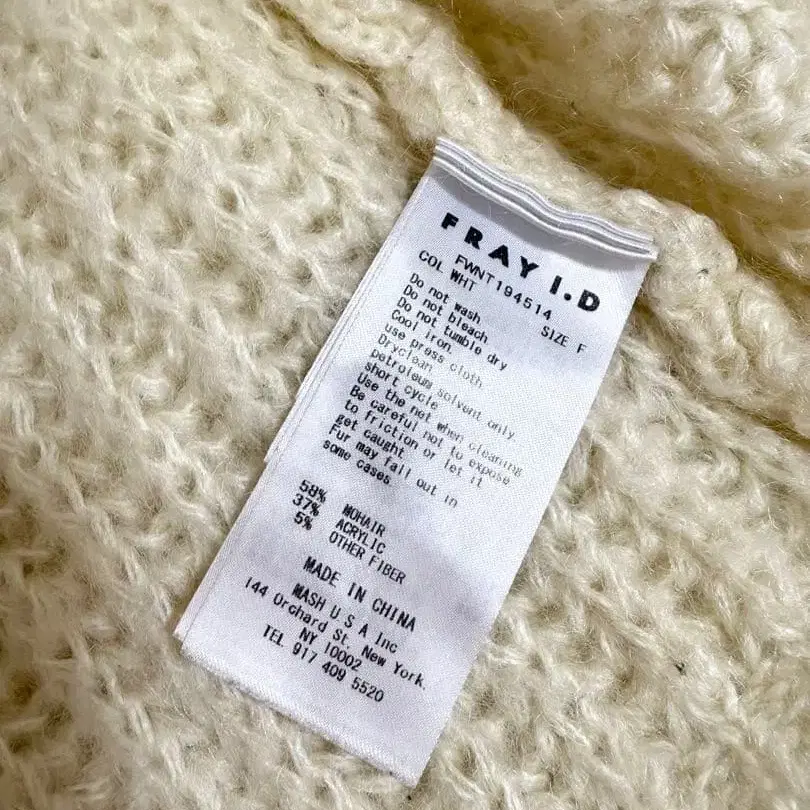 FRAY I.D
FWNT194514
COL WHT SIZE F
Do not wash
Do not bleach
Do not tumble dry
Cool iron.
use press cloth
Dryclean
petroleum solvent only.
short cycle
Use the net when cleaning
Be careful not to expose
to friction or let it
get caught
Fur may fall out in
some cases
58% MOHAIR
37% ACRYLIC
5% OTHER FIBER
MADE IN CHINA
MASH U S A Inc
144 Orchard St. New York.
NY 10002
TEL 917 409 5520